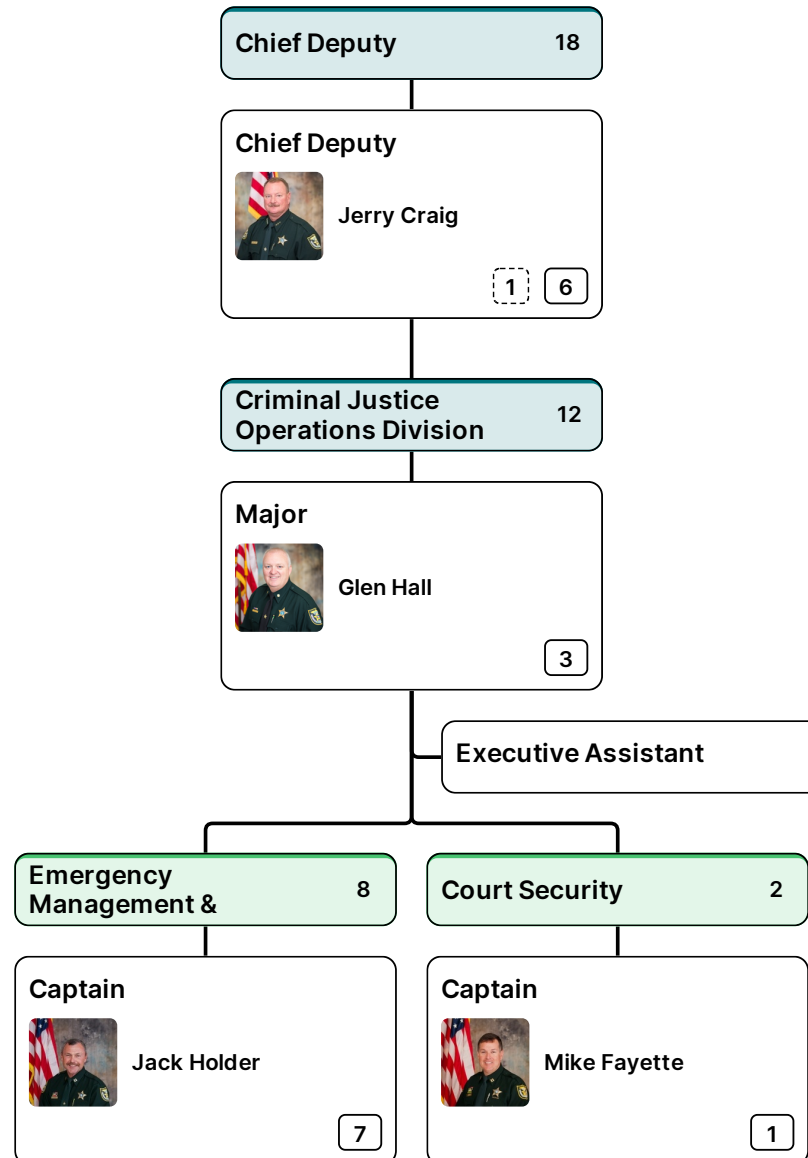 Chief Deputy 18
Chief Deputy
Jerry Craig
1 6
Criminal Justice
Operations Division 12
Major
Glen Hall
3
Executive Assistant
Emergency
Management & 8
Court Security 2
Captain
Jack Holder
7
Captain
Mike Fayette
1